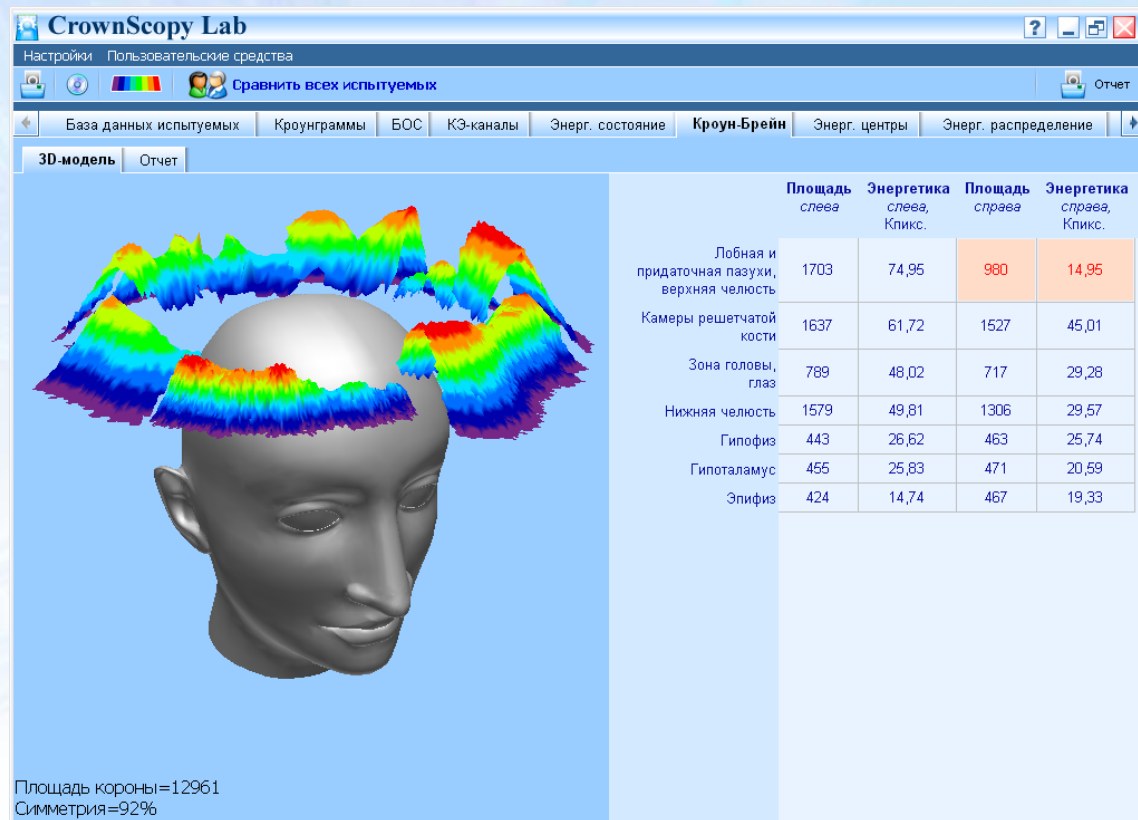 CrownScopy Lab
?
Настройки Пользовательские средства
Сравнить всех испытуемых
Отчет
База данных испытуемых Кроунграммы БОС КЭ-каналы Энерг. состояние Кроун-Брейн Энерг. центры Энерг. распределение
3D-модель Отчет
Площадь Энергетика Площадь Энергетика
слева слева, справа справа,
Кпикс. Кпикс.
Лобная и
придаточная пазухи, 1703 74,95 980 14,95
верхняя челюсть
Камеры решетчатой 1637 61,72 1527 45,01
кости
Зона головы, 789 48,02 717 29,28
глаз
Нижняя челюсть 1579 49,81 1306 29,57
Гипофиз 443 26,62 463 25,74
Гипоталамус 455 25,83 471 20,59
Эпифиз 424 14,74 467 19,33
Площадь короны=12961
Симметрия=92%